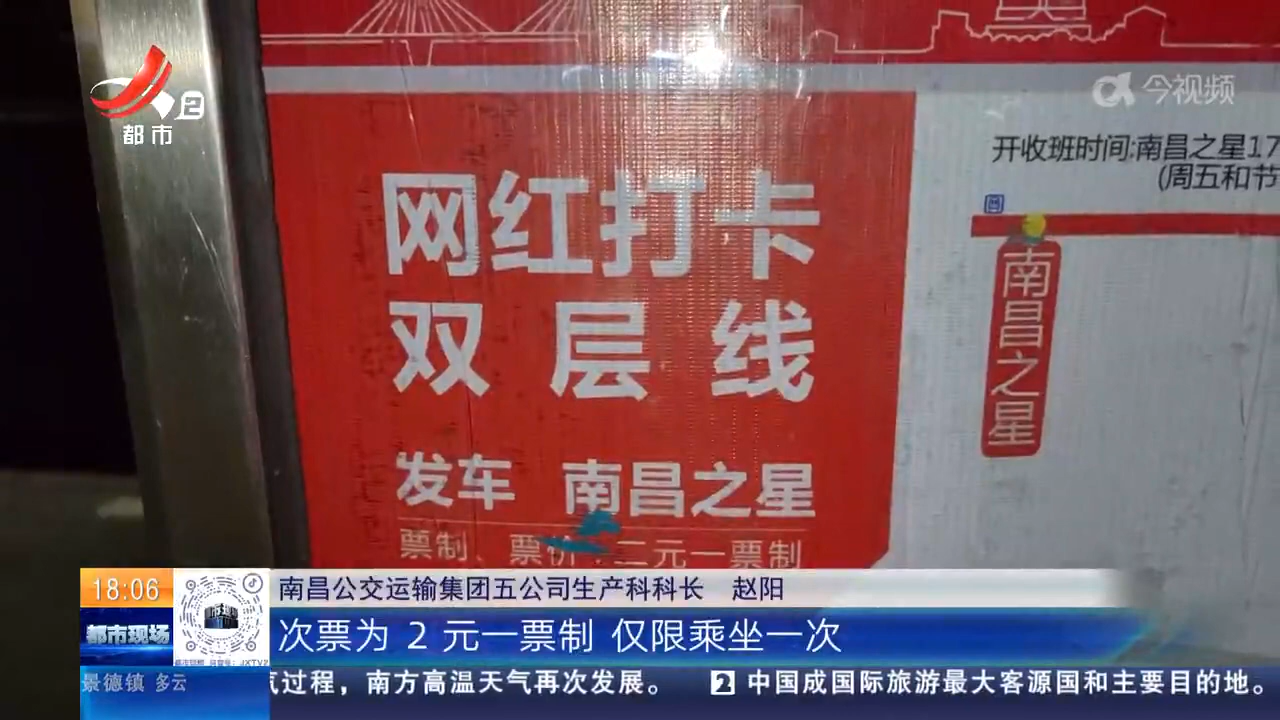 2
都市
今视频
开收班时间:南昌之星17
(周五和节
网红打卡
双层线
南昌之星
发车 南昌之星
票制、票价:二元一票制
18:06
南昌公交运输集团五公司生产科科长 赵阳
都市现场
次票为 2 元一票制 仅限乘坐一次
景德镇 多云
过程，南方高温天气再次发展。 2 中国成国际旅游最大客源国和主要目的地。